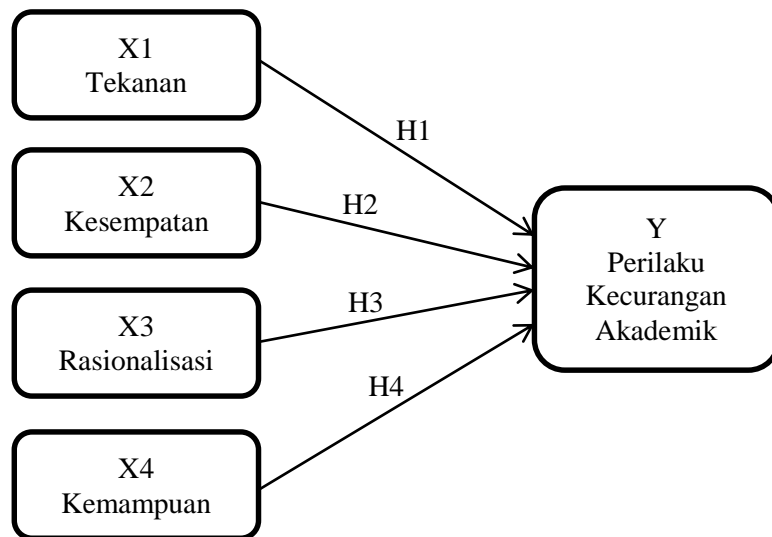 X1
Tekanan
H1
X2
Kesempatan
H2
Y
Perilaku
Kecurangan
Akademik
X3
Rasionalisasi
H3
H4
X4
Kemampuan